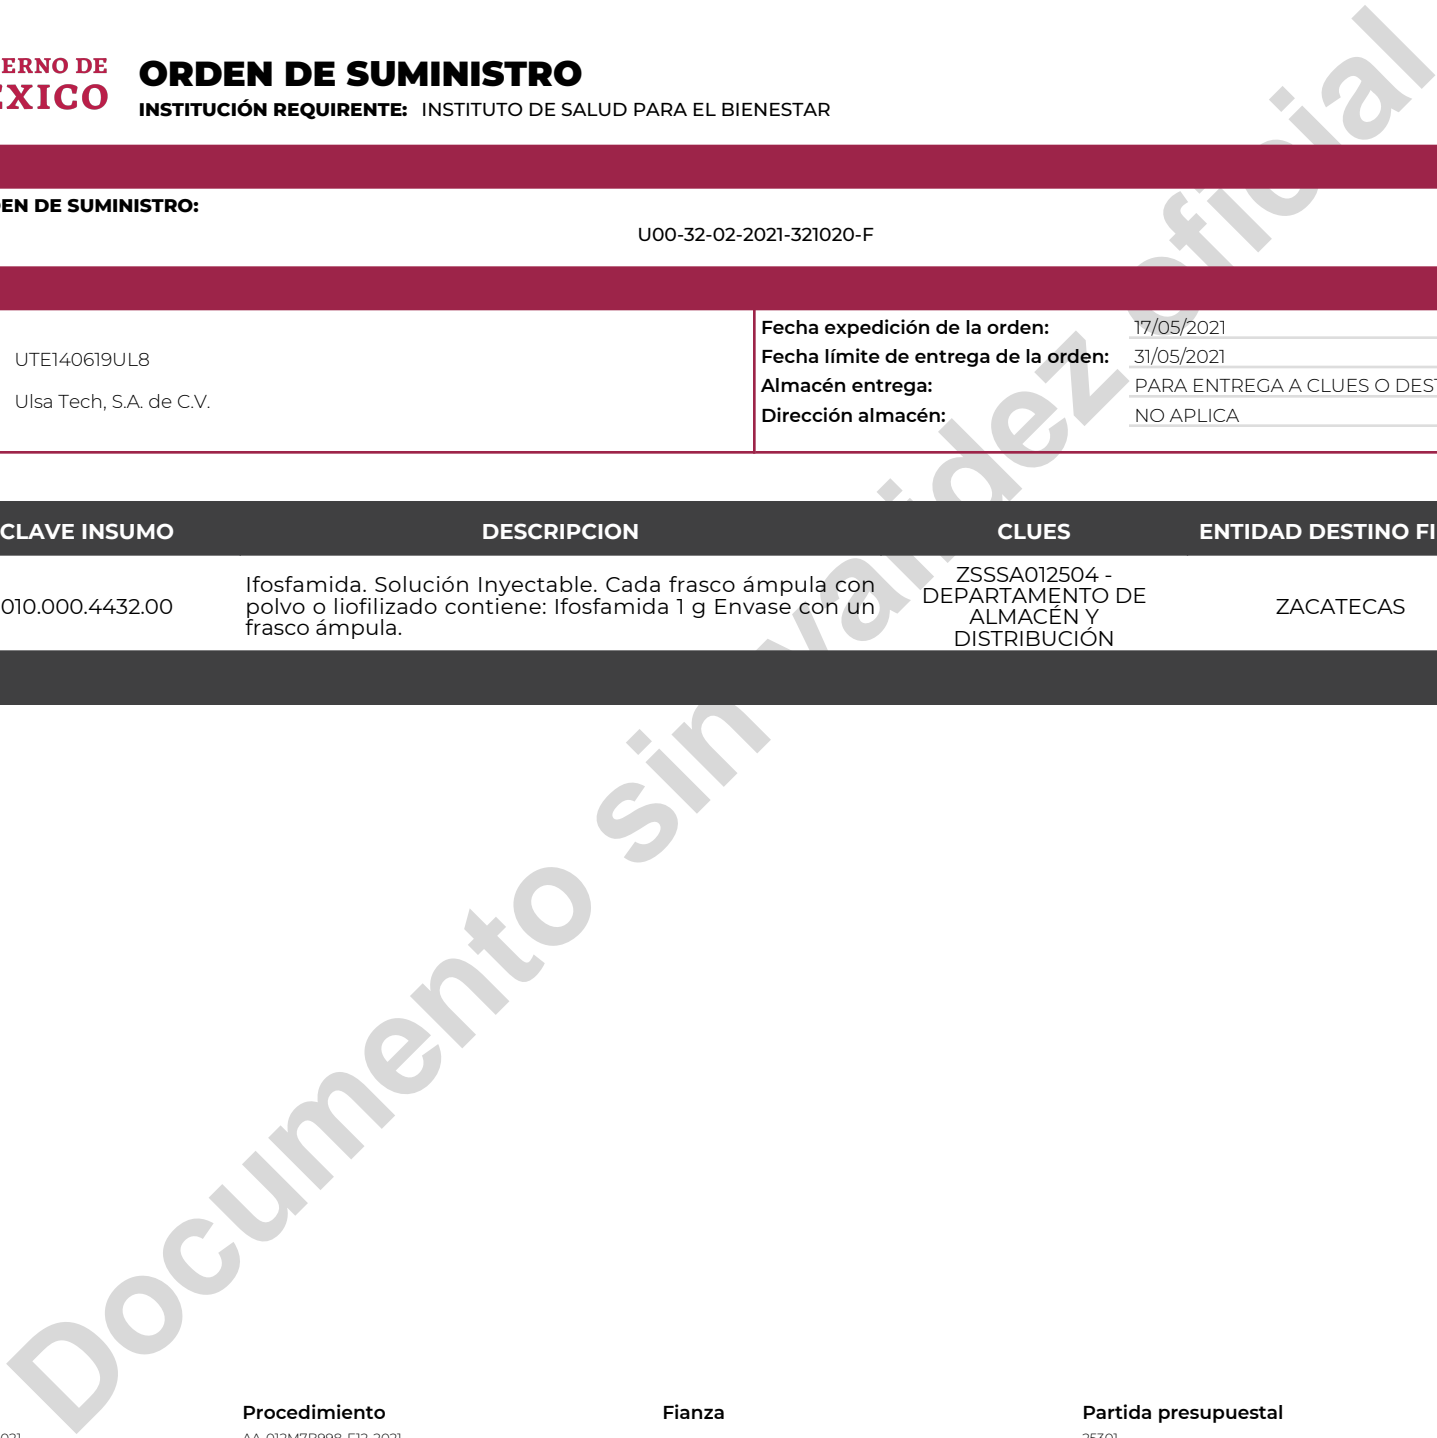 ERNO DE
EXICO
ORDEN DE SUMINISTRO
INSTITUCIÓN REQUIRENTE: INSTITUTO DE SALUD PARA EL BIENESTAR
EN DE SUMINISTRO:
U00-32-02-2021-321020-F
UTE140619UL8
Ulsa Tech, S.A. de C.V.
Fecha expedición de la orden: 17/05/2021
Fecha límite de entrega de la orden: 31/05/2021
Almacén entrega: PARA ENTREGA A CLUES O DEST
Dirección almacén: NO APLICA
CLAVE INSUMO DESCRIPCION CLUES ENTIDAD DESTINO FI
010.000.4432.00
Ifosfamida. Solución Inyectable. Cada frasco ámpula con
polvo o liofilizado contiene: Ifosfamida 1 g Envase con un
frasco ámpula.
ZSSSA012504 -
DEPARTAMENTO DE
ALMACÉN Y
DISTRIBUCIÓN
ZACATECAS
Documento sin validez oficial
Procedimiento Fianza Partida presupuestal